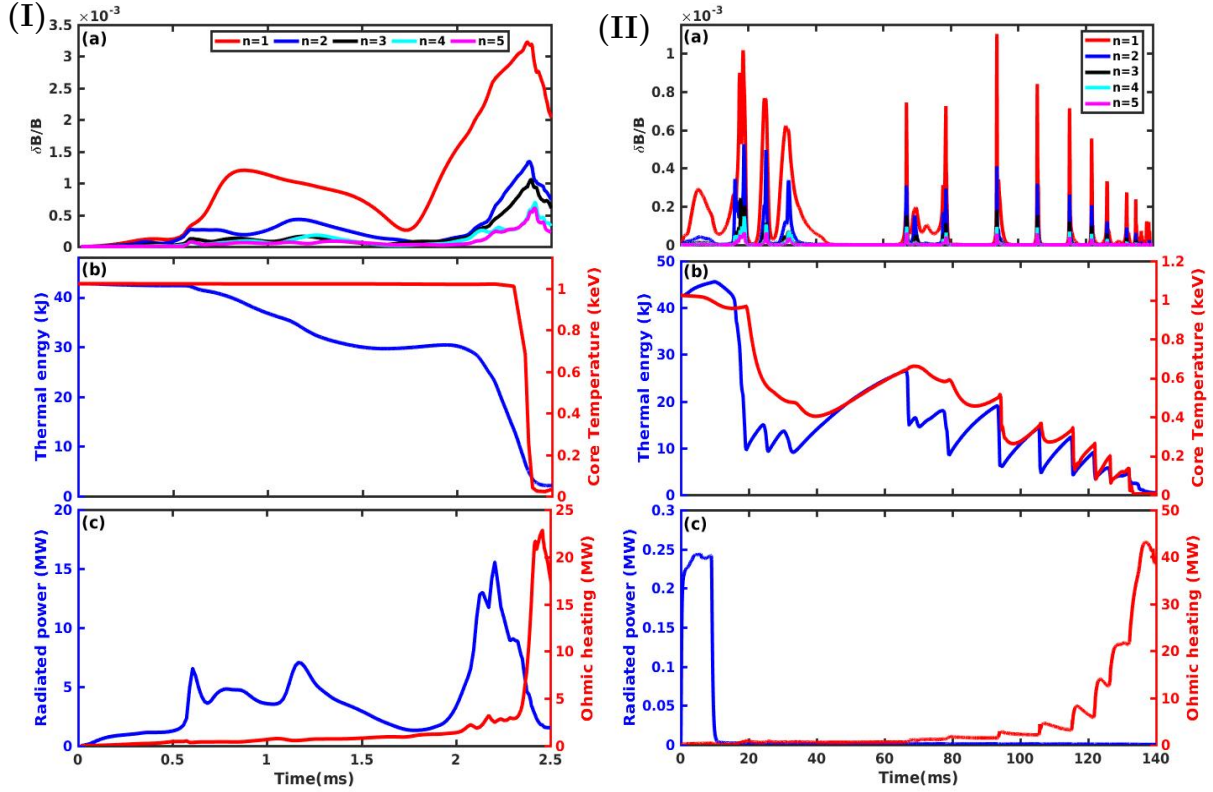 (I)
×10⁻³
(a)
n=1 n=2 n=3 n=4 n=5
3.5
3
2.5
2
1.5
1
0.5
0
δB/B
(b)
40
30
20
10
0
Thermal energy (kJ)
1
0.8
0.6
0.4
0.2
0
Core Temperature (keV)
(c)
20
15
10
5
0
Radiated power (MW)
25
20
15
10
5
0
Ohmic heating (MW)
0 0.5 1 1.5 2 2.5
Time(ms)
(II)
×10⁻³
(a)
n=1
n=2
n=3
n=4
n=5
1
0.8
0.6
0.4
0.2
0
δB/B
(b)
50
40
30
20
10
0
Thermal enrgy (kJ)
1.2
1
0.8
0.6
0.4
0.2
0
Core Temperature (keV)
(c)
0.3
0.25
0.2
0.15
0.1
0.05
0
Radiated power (MW)
50
40
30
20
10
0
Ohmic heating (MW)
0 20 40 60 80 100 120 140
Time(ms)